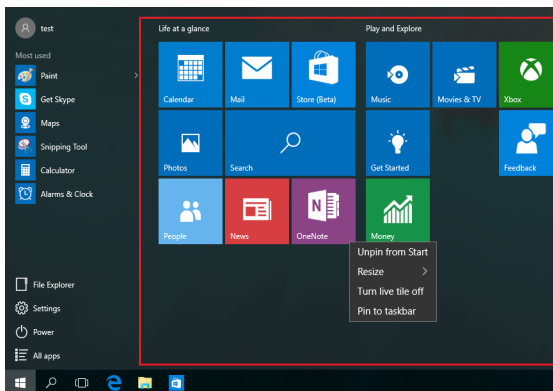 test
Most used
Paint
Get Skype
Maps
Snipping Tool
Calculator
Alarms & Clock
File Explorer
Settings
Power
All apps
Life at a glance
Calendar
Mail
Store (Beta)
Photos
Search
People
News
OneNote
Play and Explore
Music
Movies & TV
Xbox
Get Started
Feedback
Money
Unpin from Start
Resize
Turn live tile off
Pin to taskbar